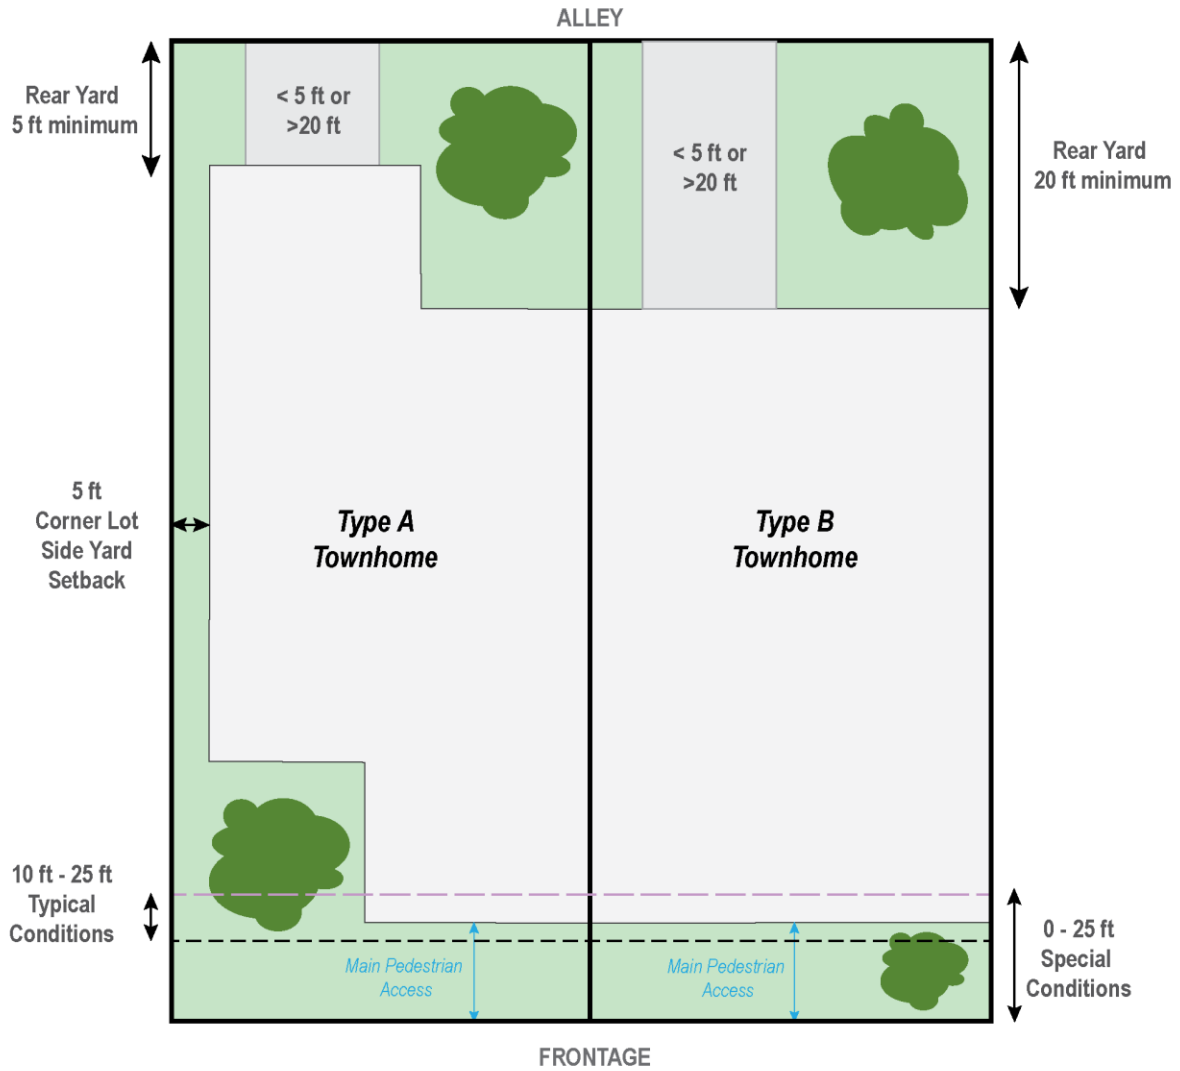 ALLEY
Rear Yard
5 ft minimum
< 5 ft or
>20 ft
< 5 ft or
>20 ft
Rear Yard
20 ft minimum
5 ft
Corner Lot
Side Yard
Setback
Type A
Townhome
Type B
Townhome
10 ft - 25 ft
Typical
Conditions
Main Pedestrian
Access
Main Pedestrian
Access
0 - 25 ft
Special
Conditions
FRONTAGE